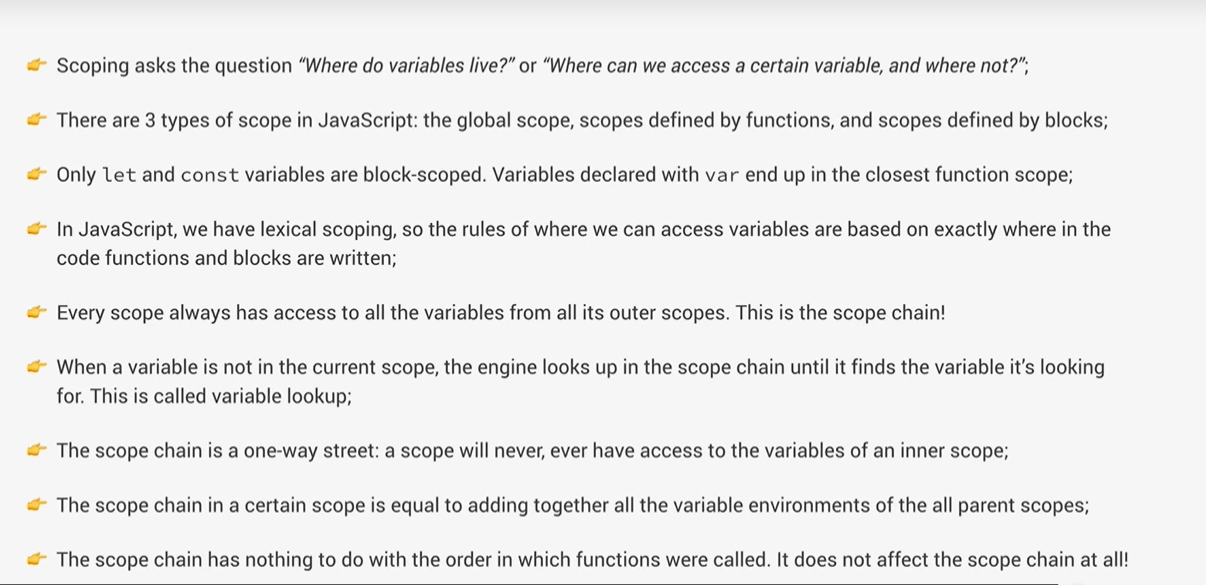 👉 Scoping asks the question “Where do variables live?” or “Where can we access a certain variable, and where not?”;
👉 There are 3 types of scope in JavaScript: the global scope, scopes defined by functions, and scopes defined by blocks;
👉 Only let and const variables are block-scoped. Variables declared with var end up in the closest function scope;
👉 In JavaScript, we have lexical scoping, so the rules of where we can access variables are based on exactly where in the
code functions and blocks are written;
👉 Every scope always has access to all the variables from all its outer scopes. This is the scope chain!
👉 When a variable is not in the current scope, the engine looks up in the scope chain until it finds the variable it’s looking
for. This is called variable lookup;
👉 The scope chain is a one-way street: a scope will never, ever have access to the variables of an inner scope;
👉 The scope chain in a certain scope is equal to adding together all the variable environments of the all parent scopes;
👉 The scope chain has nothing to do with the order in which functions were called. It does not affect the scope chain at all!